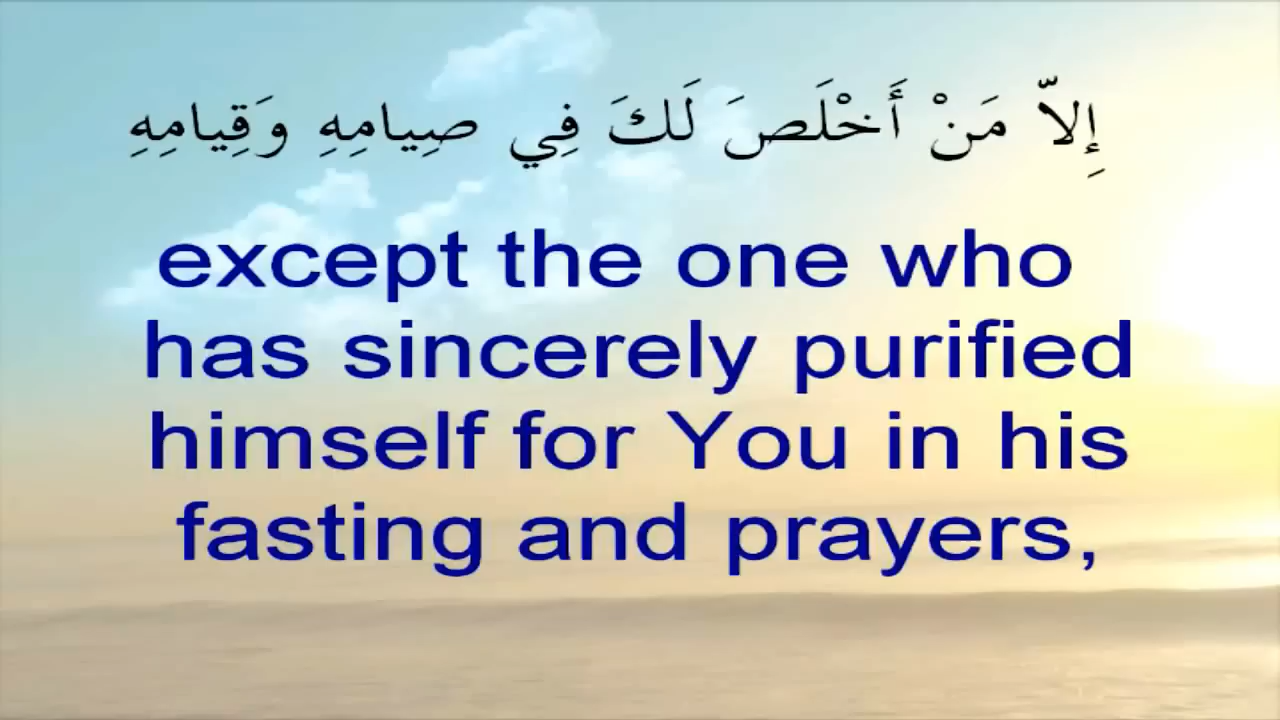 إِلاّ مَنْ أَخْلَصَ لَكَ فِي صِيامِهِ وَقِيامِهِ
except the one who
has sincerely purified
himself for You in his
fasting and prayers,